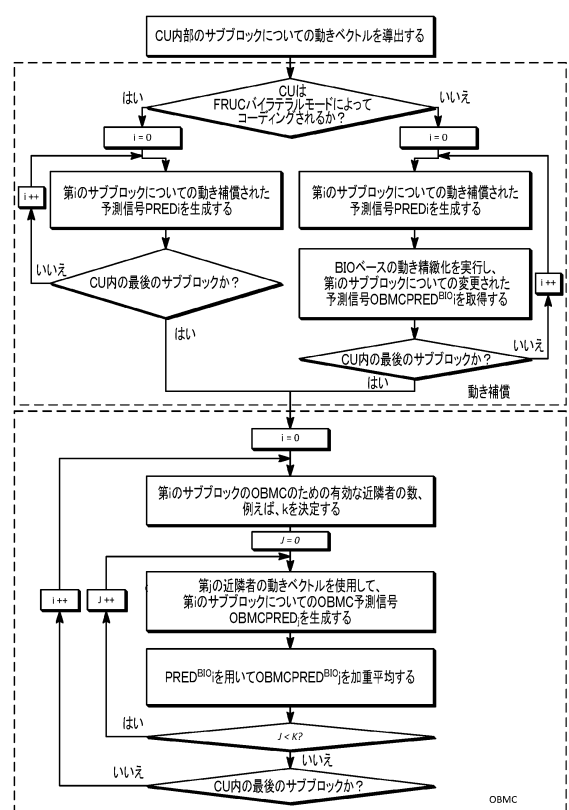 CU内部のサブブロックについての動きベクトルを導出する
CUは
FRUCバイラテラルモードによって
コーディングされるか？
はい
いいえ
i = 0
i = 0
i ++
第iのサブブロックについての動き補償された
予測信号PREDiを生成する
第iのサブブロックについての動き補償された
予測信号PREDiを生成する
いいえ
CU内の最後のサブブロックか？
BIOベースの動き精緻化を実行し、
第iのサブブロックについての変更された
予測信号OBMCPREDᴮᴵᴼiを取得する
i ++
はい
CU内の最後のサブブロックか？
いいえ
はい
動き補償
i = 0
第iのサブブロックのOBMCのための有効な近隣者の数、
例えば、kを決定する
J = 0
i ++
J ++
第jの近隣者の動きベクトルを使用して、
第iのサブブロックについてのOBMC予測信号
OBMCPREDjを生成する
PREDᴮᴵᴼiを用いてOBMCPREDᴮᴵᴼjを加重平均する
はい
J < K?
いいえ
いいえ
CU内の最後のサブブロックか？
OBMC